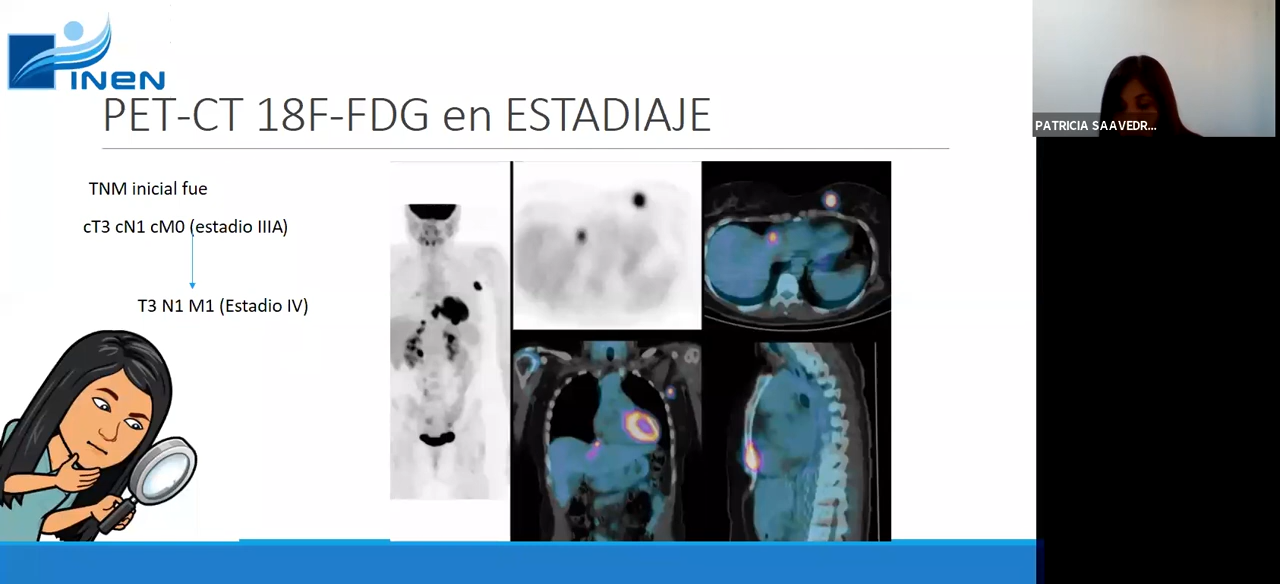 INEN
PET-CT 18F-FDG en ESTADIAJE
TNM inicial fue
cT3 cN1 cM0 (estadio IIIA)
T3 N1 M1 (Estadio IV)
PATRICIA SAAVEDR...